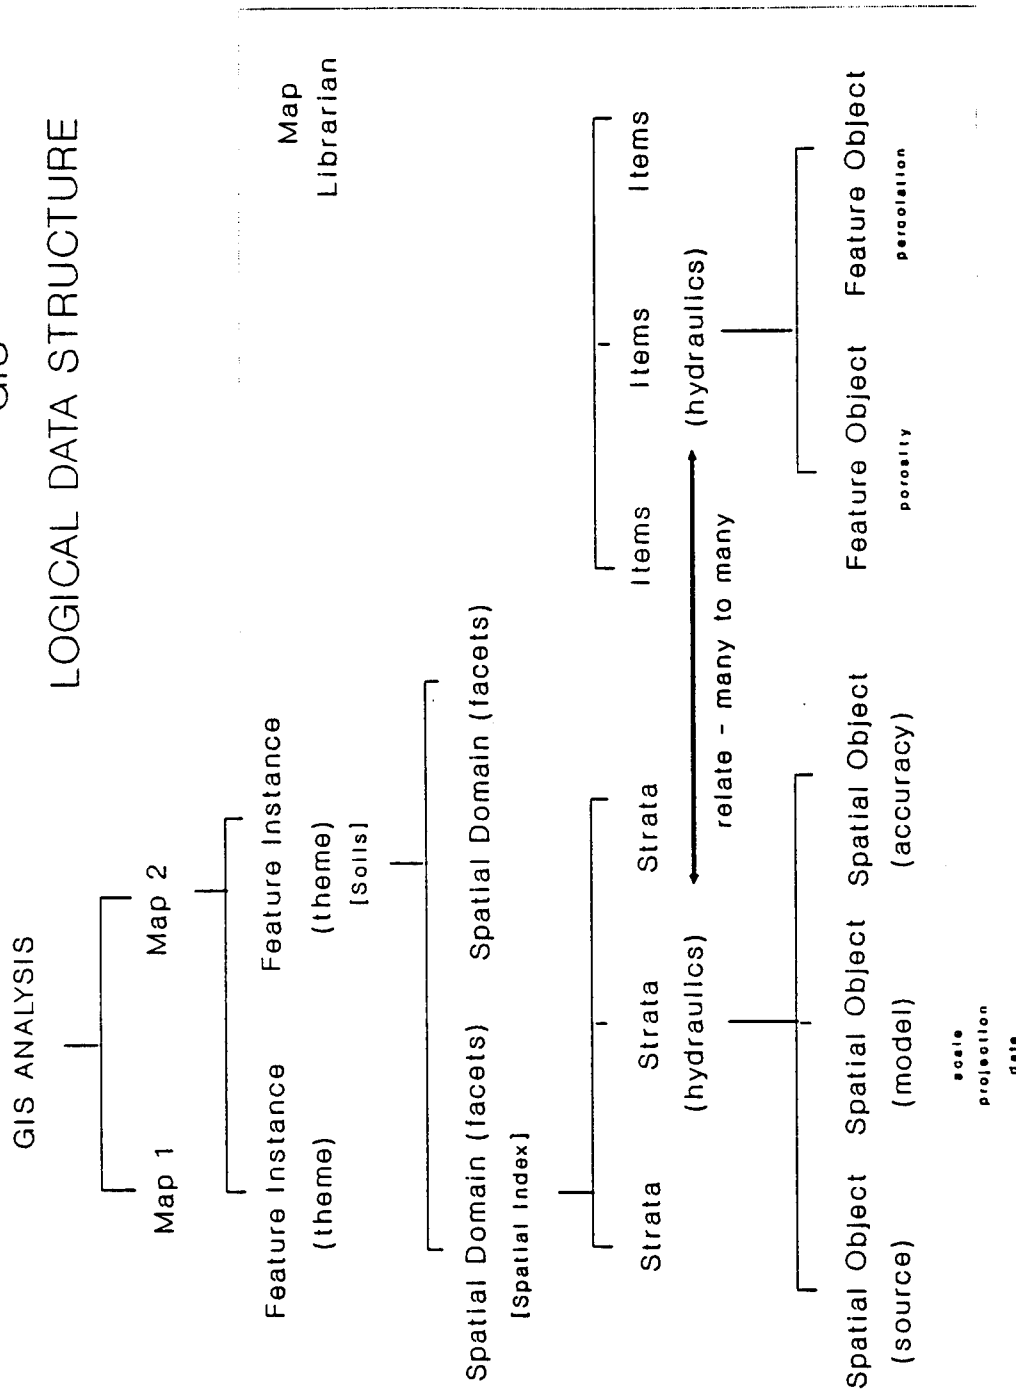 GIS
LOGICAL DATA STRUCTURE
GIS ANALYSIS
Map 1 Map 2
Map
Librarian
Feature Instance Feature Instance
(theme) (theme)
[Soils]
Spatial Domain (facets) Spatial Domain (facets)
[Spatial Index]
Strata Strata Strata Items Items Items
(hydraulics) (hydraulics)
relate - many to many
Spatial Object Spatial Object Spatial Object Feature Object Feature Object
(source) (model) (accuracy) porosity percolation
scale
projection
date